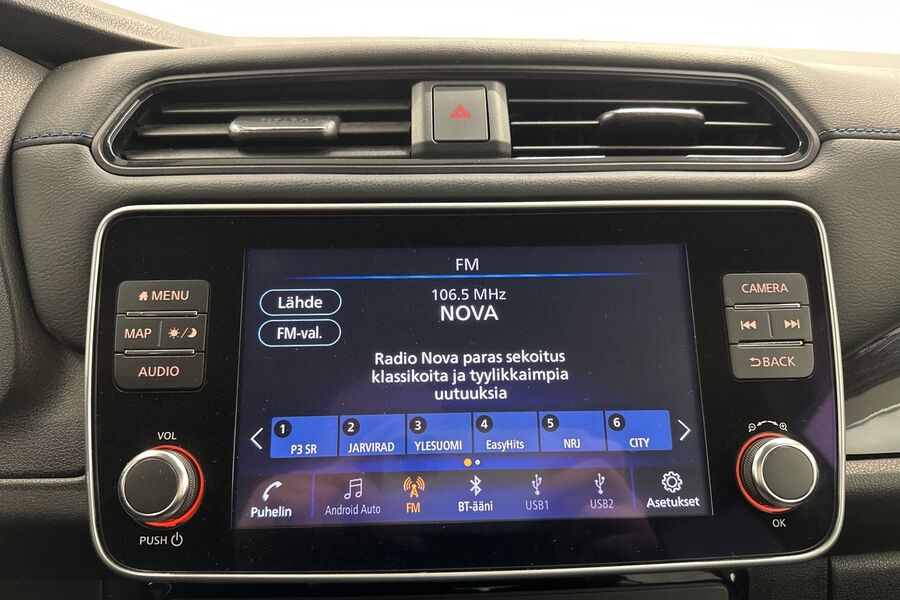 FM
Lähde
106.5 MHz
NOVA
FM-val.
Radio Nova paras sekoitus
klassikoita ja tyylikkaimpia
uutuuksia
1 P3 SR
2 JARVIRAD
3 YLESUOMI
4 EasyHits
5 NRJ
6 CITY
Puhelin
Android Auto
FM
BT-ääni
USB1
USB2
Asetukset
MENU
MAP
AUDIO
VOL
PUSH
CAMERA
BACK
OK